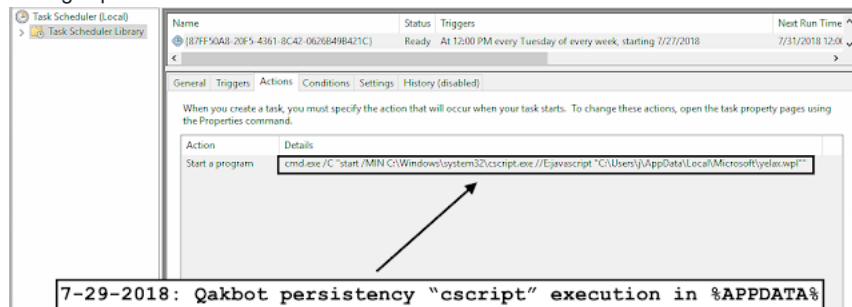 Task Scheduler (Local)
Task Scheduler Library
Name Status Triggers Next Run Time
{87FF50A8-20F5-4361-8C42-0626B49B421C} Ready At 12:00 PM every Tuesday of every week, starting 7/27/2018 7/31/2018 12:0(
General Triggers Actions Conditions Settings History (disabled)
When you create a task, you must specify the action that will occur when your task starts. To change these actions, open the task property pages using
the Properties command.
Action Details
Start a program cmd.exe /C "start /MIN C:\Windows\system32\cscript.exe //E:javascript "C:\Users\j\AppData\Local\Microsoft\yelax.wpl""
7-29-2018: Qakbot persistency "cscript" execution in %APPDATA%